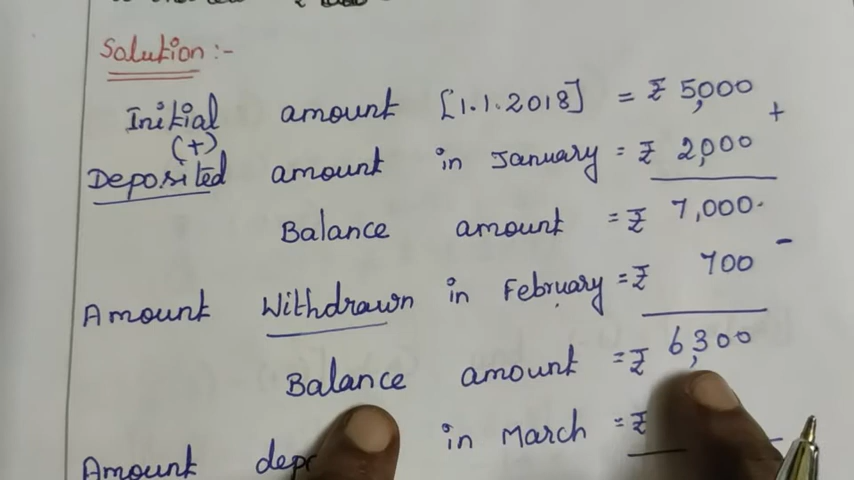 Solution :-
Initial amount [1.1.2018] = ₹ 5,000 +
(+)
Deposited amount in January = ₹ 2,000
Balance amount = ₹ 7,000.
-
Amount Withdrawn in February = ₹ 700
Balance amount = ₹ 6,300
Amount in March = ₹